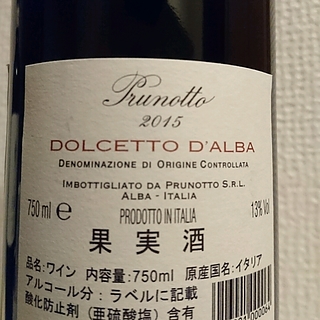 Prunotto
2015
DOLCETTO D'ALBA
DENOMINAZIONE DI ORIGINE CONTROLLATA
IMBOTTIGLIATO DA PRUNOTTO S.R.L.
ALBA - ITALIA
750 ml e PRODOTTO IN ITALIA 13% Vol
果実酒
品名:ワイン 内容量:750ml 原産国名:イタリア
アルコール分:ラベルに記載
酸化防止剤(亜硫酸塩)含有